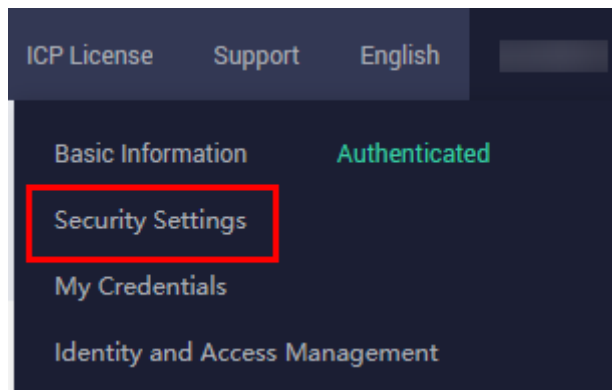 ICP License Support English
Basic Information Authenticated
Security Settings
My Credentials
Identity and Access Management